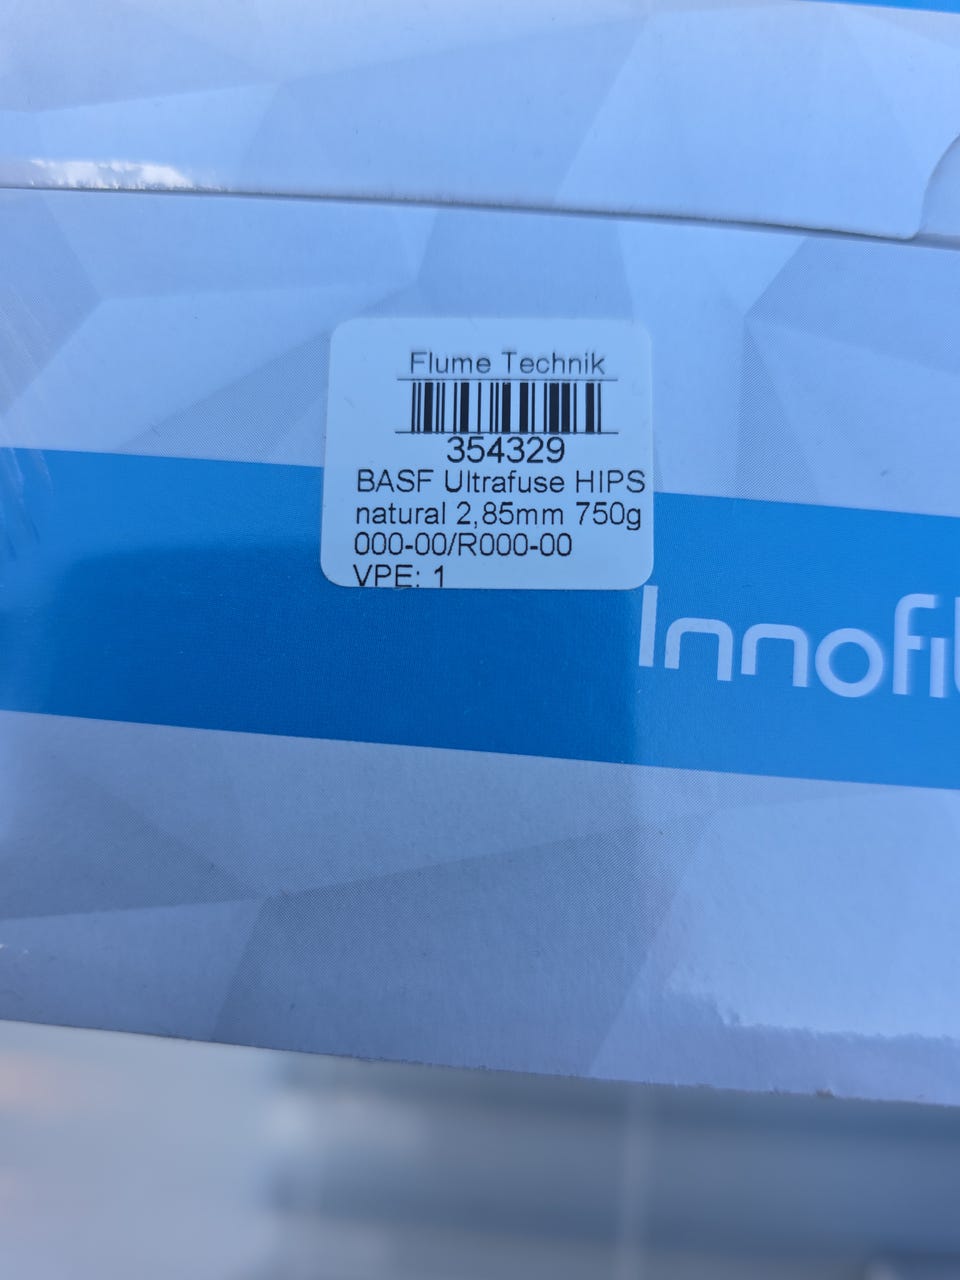 Flume Technik
354329
BASF Ultrafuse HIPS
natural 2,85mm 750g
000-00/R000-00
VPE: 1
Innofil